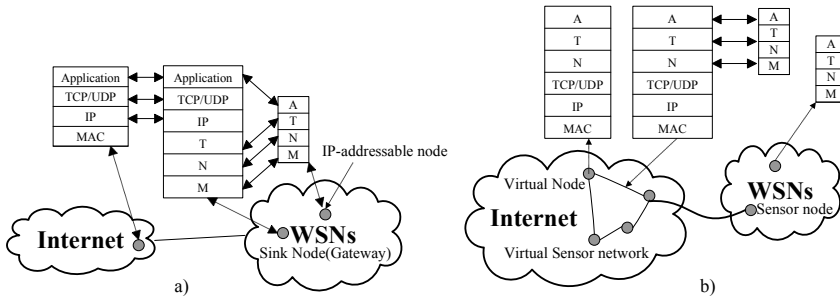 Application
TCP/UDP
IP
MAC
Application
TCP/UDP
IP
T
N
M
A
T
N
M
IP-addressable node
Internet
WSNs
Sink Node(Gateway)
a)
A
T
N
TCP/UDP
IP
MAC
A
T
N
TCP/UDP
IP
MAC
A
T
N
M
A
T
N
M
Virtual Node
Internet
Virtual Sensor network
WSNs
Sensor node
b)